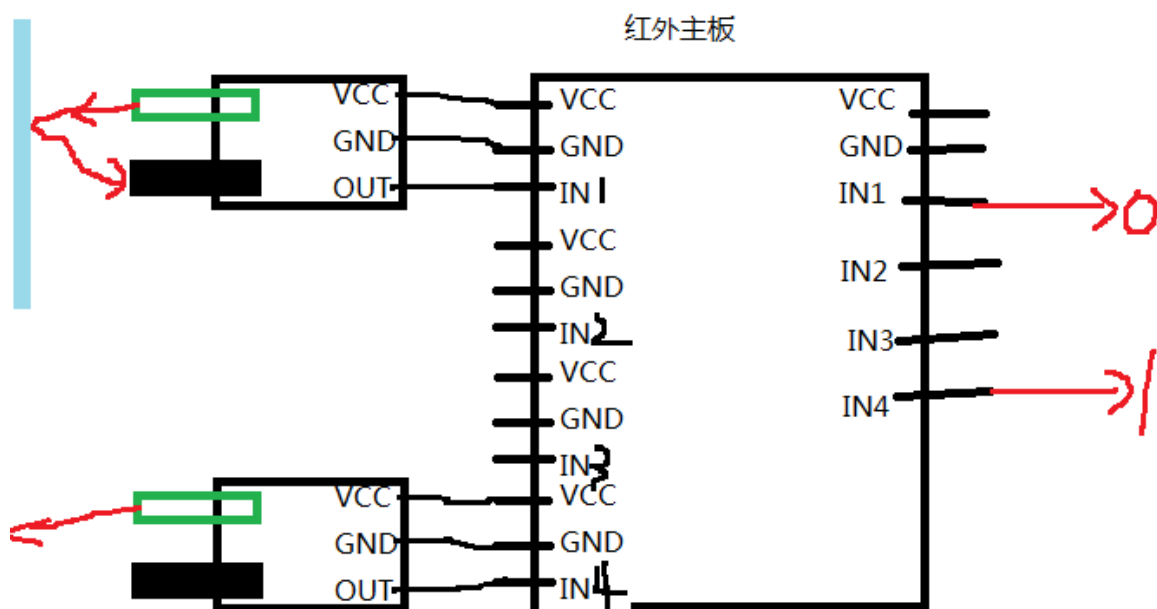 红外主板
VCC
GND
OUT
VCC
GND
IN1
VCC
GND
IN2
VCC
GND
IN3
VCC
GND
IN4
VCC
GND
OUT
VCC
GND
IN1
IN2
IN3
IN4
0
1